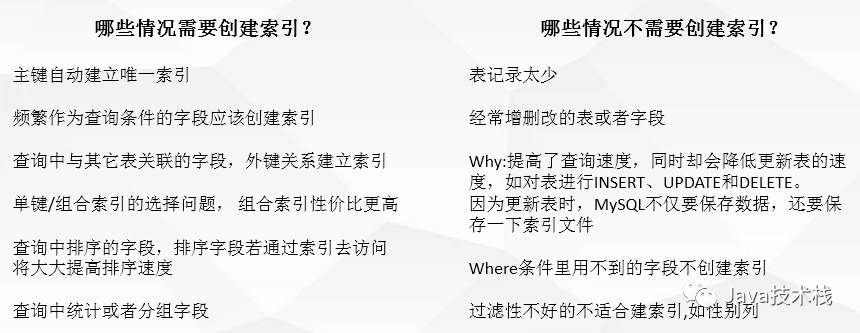 哪些情况需要创建索引？
主键自动建立唯一索引
频繁作为查询条件的字段应该创建索引
查询中与其它表关联的字段，外键关系建立索引
单键/组合索引的选择问题， 组合索引性价比更高
查询中排序的字段，排序字段若通过索引去访问
将大大提高排序速度
查询中统计或者分组字段
哪些情况不需要创建索引？
表记录太少
经常增删改的表或者字段
Why:提高了查询速度，同时却会降低更新表的速
度，如对表进行INSERT、UPDATE和DELETE。
因为更新表时，MySQL不仅要保存数据，还要保
存一下索引文件
Where条件里用不到的字段不创建索引
过滤性不好的不适合建索引,如性别列
Java技术栈